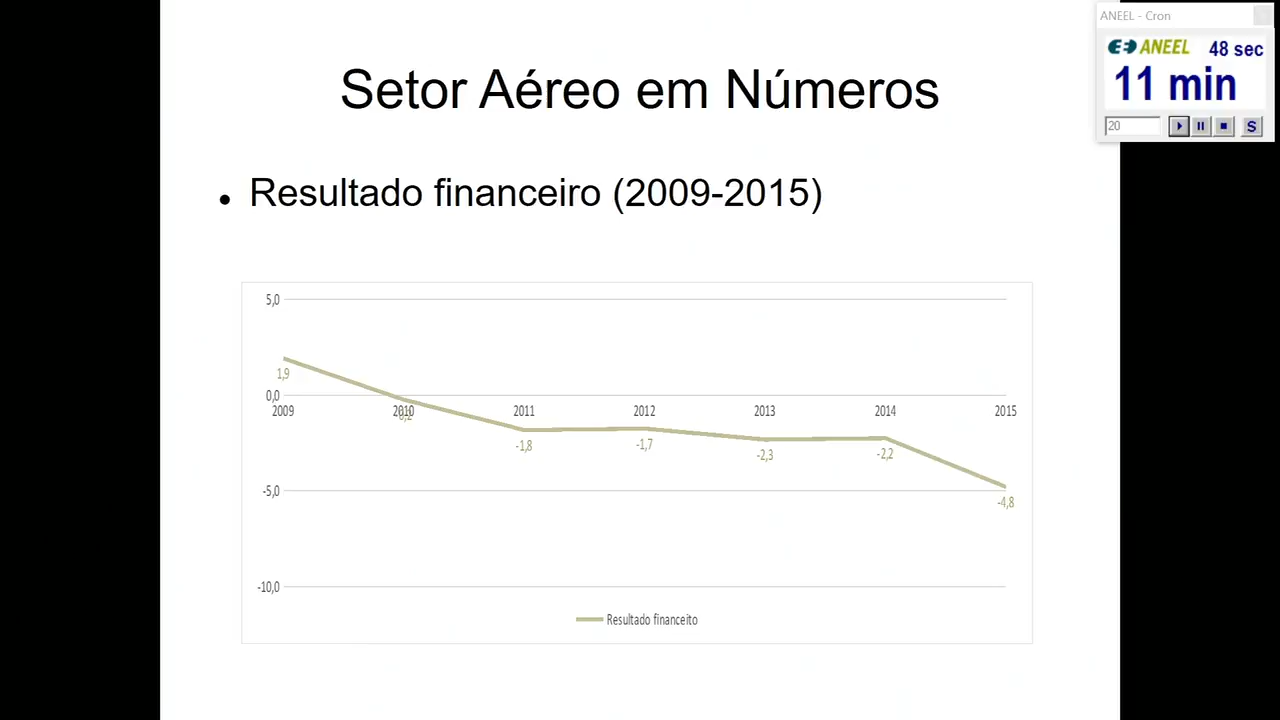 ANEEL - Cron
ANEEL 48 sec
11 min
20
S
Setor Aéreo em Números
• Resultado financeiro (2009-2015)
5,0
1,9
0,0
2009 2010 2011 2012 2013 2014 2015
-1,8 -1,7 -2,3 -2,2
-5,0
-4,8
-10,0
Resultado financeito